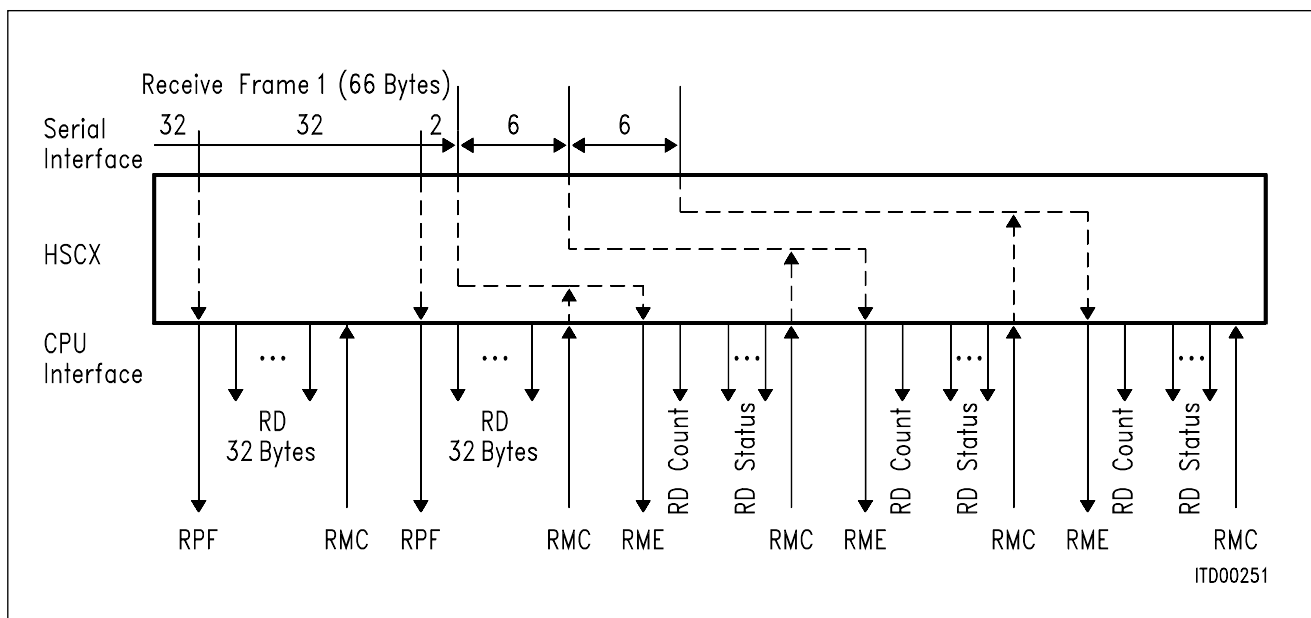 Receive Frame 1 (66 Bytes)
32 32 2 6 6
Serial
Interface
HSCX
CPU
Interface
... ... ... ... ...
RD
32 Bytes
RD
32 Bytes
RD Count
RD Status
RD Count
RD Status
RD Count
RD Status
RPF RMC RPF RMC RME RMC RME RMC RME RMC
ITD00251